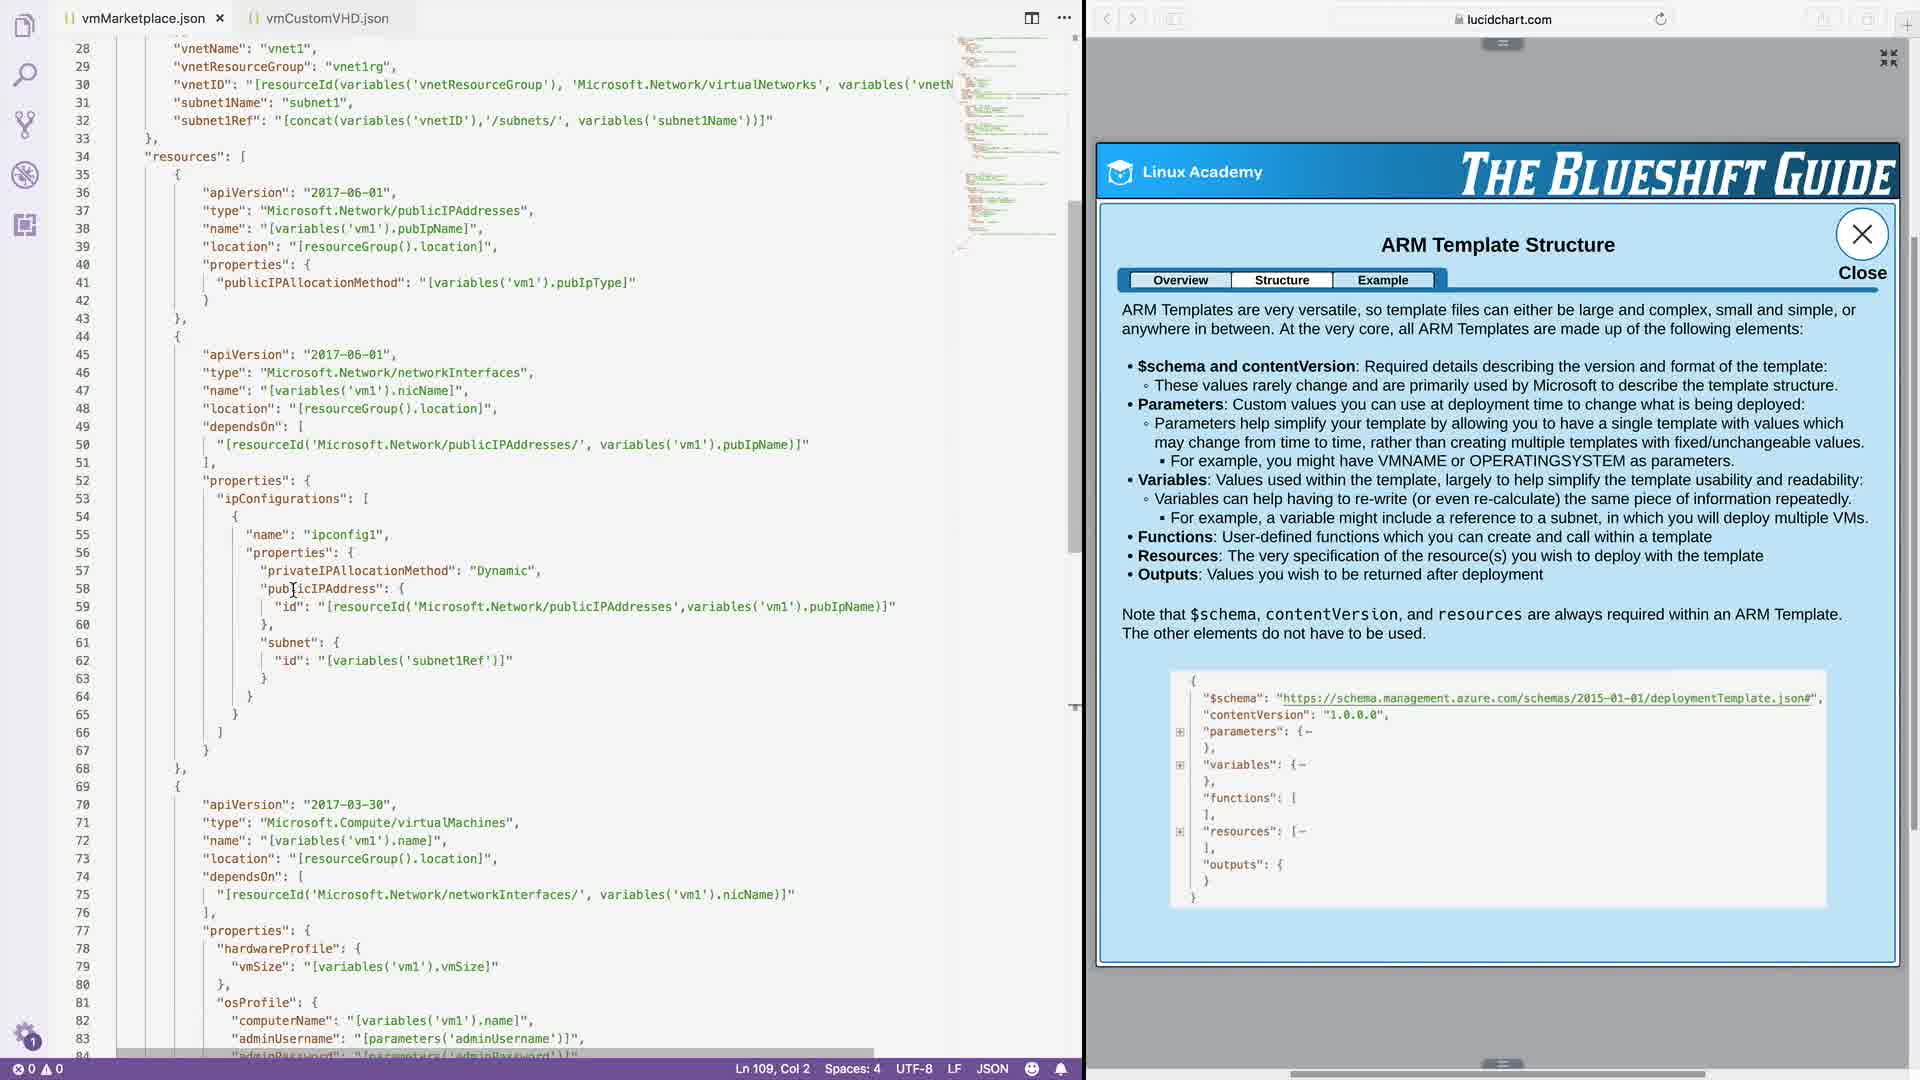 vmMarketplace.json
vmCustomVHD.json
28 "vnetName": "vnet1",
29 "vnetResourceGroup": "vnet1rg",
30 "vnetID": "[resourceId(variables('vnetResourceGroup'), 'Microsoft.Network/virtualNetworks', variables('vnetN
31 "subnet1Name": "subnet1",
32 "subnet1Ref": "[concat(variables('vnetID'),'/subnets/', variables('subnet1Name'))]"
33 },
34 "resources": [
35 {
36 "apiVersion": "2017-06-01",
37 "type": "Microsoft.Network/publicIPAddresses",
38 "name": "[variables('vm1').pubIpName]",
39 "location": "[resourceGroup().location]",
40 "properties": {
41 "publicIPAllocationMethod": "[variables('vm1').pubIpType]"
42 }
43 },
44 {
45 "apiVersion": "2017-06-01",
46 "type": "Microsoft.Network/networkInterfaces",
47 "name": "[variables('vm1').nicName]",
48 "location": "[resourceGroup().location]",
49 "dependsOn": [
50 "[resourceId('Microsoft.Network/publicIPAddresses/', variables('vm1').pubIpName)]"
51 ],
52 "properties": {
53 "ipConfigurations": [
54 {
55 "name": "ipconfig1",
56 "properties": {
57 "privateIPAllocationMethod": "Dynamic",
58 "publicIPAddress": {
59 "id": "[resourceId('Microsoft.Network/publicIPAddresses',variables('vm1').pubIpName)]"
60 },
61 "subnet": {
62 "id": "[variables('subnet1Ref')]"
63 }
64 }
65 }
66 ]
67 }
68 },
69 {
70 "apiVersion": "2017-03-30",
71 "type": "Microsoft.Compute/virtualMachines",
72 "name": "[variables('vm1').name]",
73 "location": "[resourceGroup().location]",
74 "dependsOn": [
75 "[resourceId('Microsoft.Network/networkInterfaces/', variables('vm1').nicName)]"
76 ],
77 "properties": {
78 "hardwareProfile": {
79 "vmSize": "[variables('vm1').vmSize]"
80 },
81 "osProfile": {
82 "computerName": "[variables('vm1').name]",
83 "adminUsername": "[parameters('adminUsername')]",
84 "adminPassword": "[parameters('adminPassword')]",
1
0 0
Ln 109, Col 2 Spaces: 4 UTF-8 LF JSON
lucidchart.com
Linux Academy
THE BLUESHIFT GUIDE
ARM Template Structure
Close
Overview Structure Example
ARM Templates are very versatile, so template files can either be large and complex, small and simple, or
anywhere in between. At the very core, all ARM Templates are made up of the following elements:
• $schema and contentVersion: Required details describing the version and format of the template:
◦ These values rarely change and are primarily used by Microsoft to describe the template structure.
• Parameters: Custom values you can use at deployment time to change what is being deployed:
◦ Parameters help simplify your template by allowing you to have a single template with values which
may change from time to time, rather than creating multiple templates with fixed/unchangeable values.
▪ For example, you might have VMNAME or OPERATINGSYSTEM as parameters.
• Variables: Values used within the template, largely to help simplify the template usability and readability:
◦ Variables can help having to re-write (or even re-calculate) the same piece of information repeatedly.
▪ For example, a variable might include a reference to a subnet, in which you will deploy multiple VMs.
• Functions: User-defined functions which you can create and call within a template
• Resources: The very specification of the resource(s) you wish to deploy with the template
• Outputs: Values you wish to be returned after deployment
Note that $schema, contentVersion, and resources are always required within an ARM Template.
The other elements do not have to be used.
{
"$schema": "https://schema.management.azure.com/schemas/2015-01-01/deploymentTemplate.json#",
"contentVersion": "1.0.0.0",
"parameters": {
},
"variables": {
},
"functions": [
],
"resources": [
],
"outputs": {
}
}